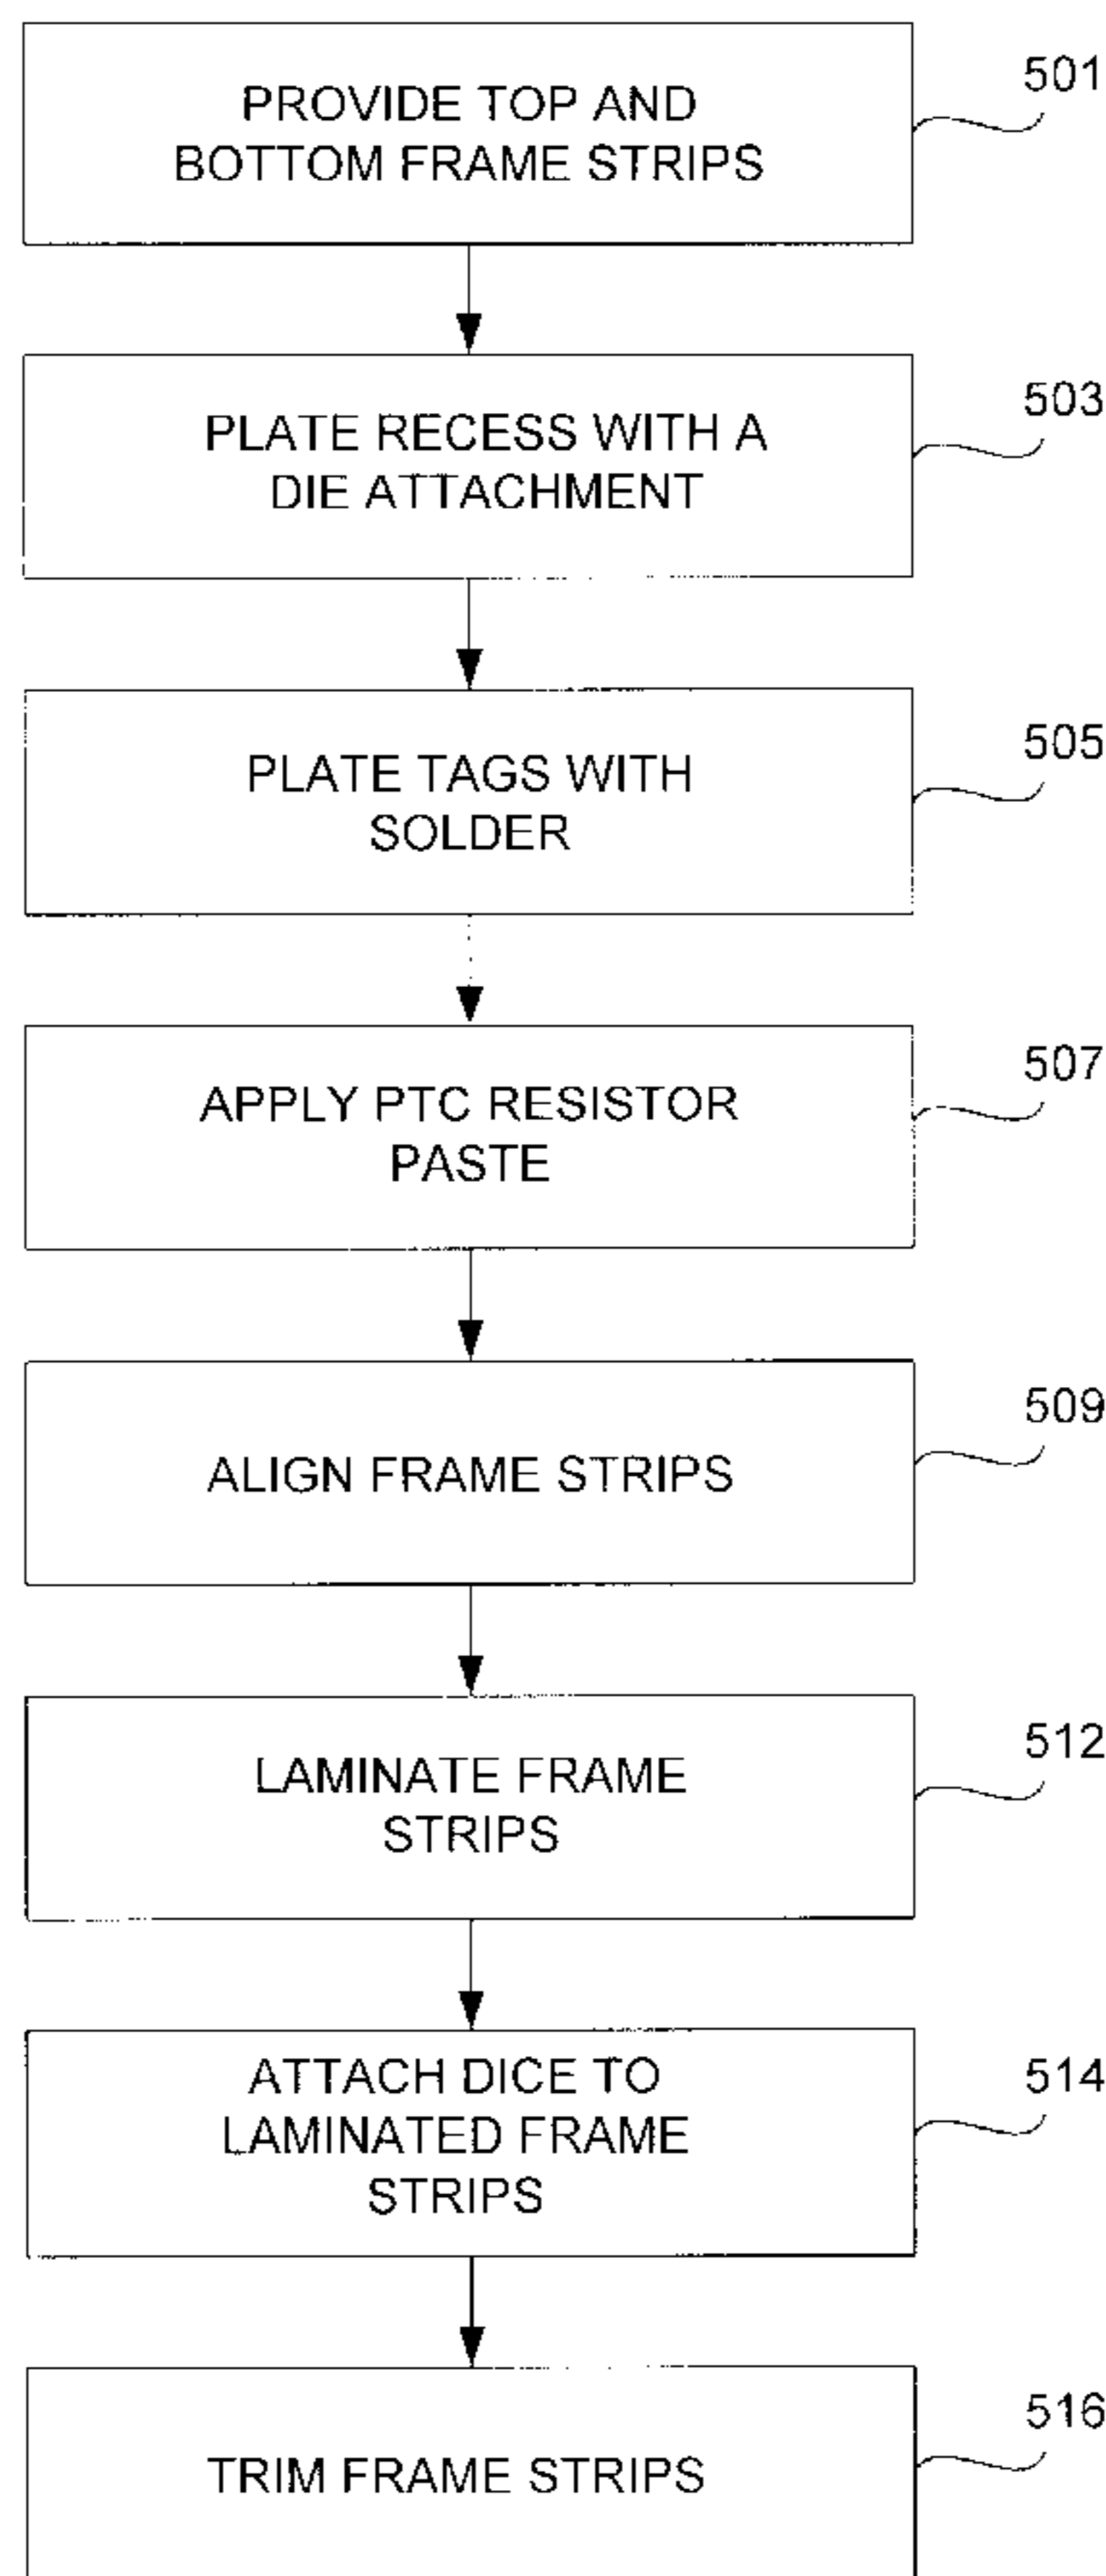 PROVIDE TOP AND
BOTTOM FRAME STRIPS
501
PLATE RECESS WITH A
DIE ATTACHMENT
503
PLATE TAGS WITH
SOLDER
505
APPLY PTC RESISTOR
PASTE
507
ALIGN FRAME STRIPS
509
LAMINATE FRAME
STRIPS
512
ATTACH DICE TO
LAMINATED FRAME
STRIPS
514
TRIM FRAME STRIPS
516